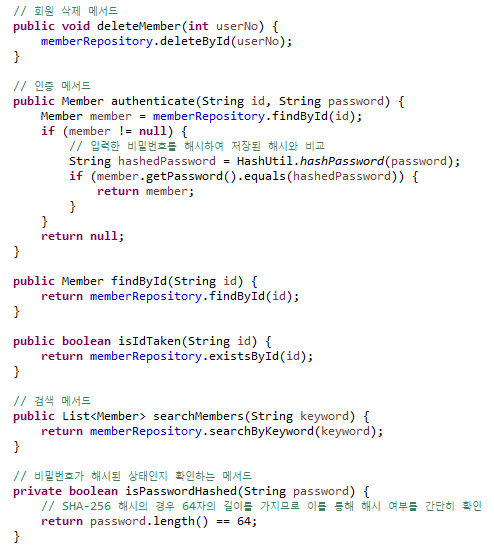 // 회원 삭제 메서드
public void deleteMember(int userNo) {
    memberRepository.deleteById(userNo);
}

// 인증 메서드
public Member authenticate(String id, String password) {
    Member member = memberRepository.findById(id);
    if (member != null) {
        // 입력한 비밀번호를 해시하여 저장된 해시와 비교
        String hashedPassword = HashUtil.hashPassword(password);
        if (member.getPassword().equals(hashedPassword)) {
            return member;
        }
    }
    return null;
}

public Member findById(String id) {
    return memberRepository.findById(id);
}

public boolean isIdTaken(String id) {
    return memberRepository.existsById(id);
}

// 검색 메서드
public List<Member> searchMembers(String keyword) {
    return memberRepository.searchByKeyword(keyword);
}

// 비밀번호가 해시된 상태인지 확인하는 메서드
private boolean isPasswordHashed(String password) {
    // SHA-256 해시의 경우 64자의 길이를 가지므로 이를 통해 해시 여부를 간단히 확인
    return password.length() == 64;
}